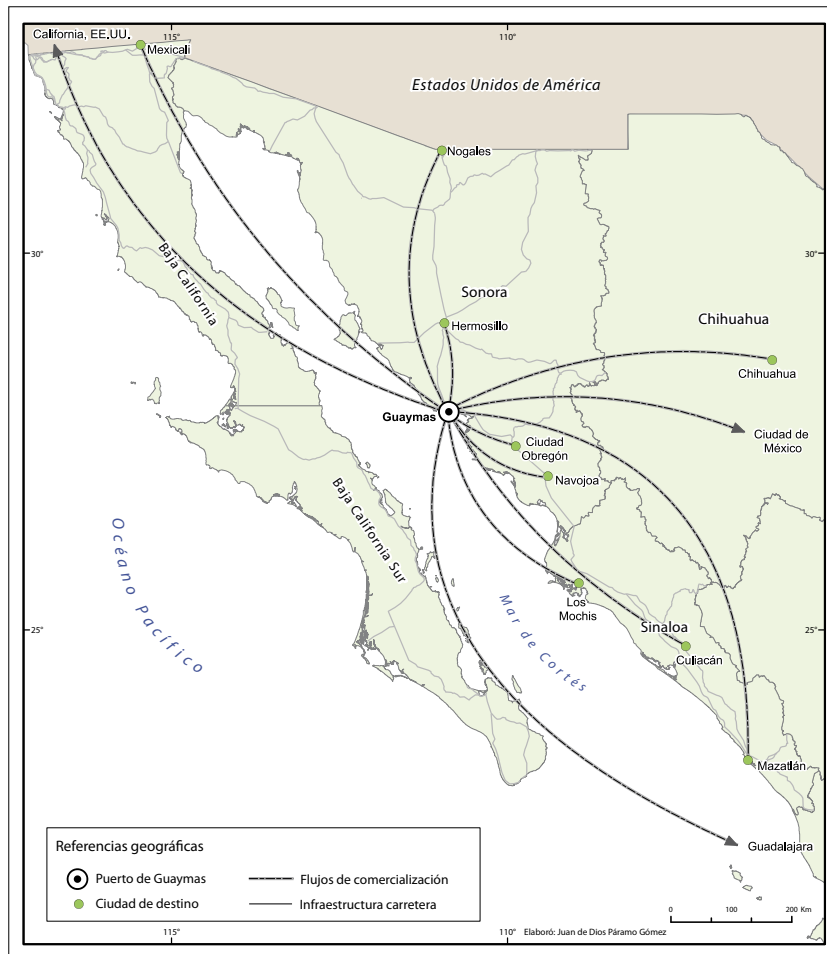 115°
110°
California, EE.UU.
Mexicali
Estados Unidos de América
Nogales
30°
30°
Baja California
Sonora
Hermosillo
Chihuahua
Chihuahua
Guaymas
Ciudad de
México
Ciudad
Obregón
Navojoa
Baja California Sur
Océano Pacífico
Mar de Cortés
Los
Mochis
Sinaloa
25°
25°
Culiacán
Mazatlán
Guadalajara
Referencias geográficas
Puerto de Guaymas
Flujos de comercialización
Ciudad de destino
Infraestructura carretera
0 100 200 Km
Elaboró: Juan de Dios Páramo Gómez
115°
110°